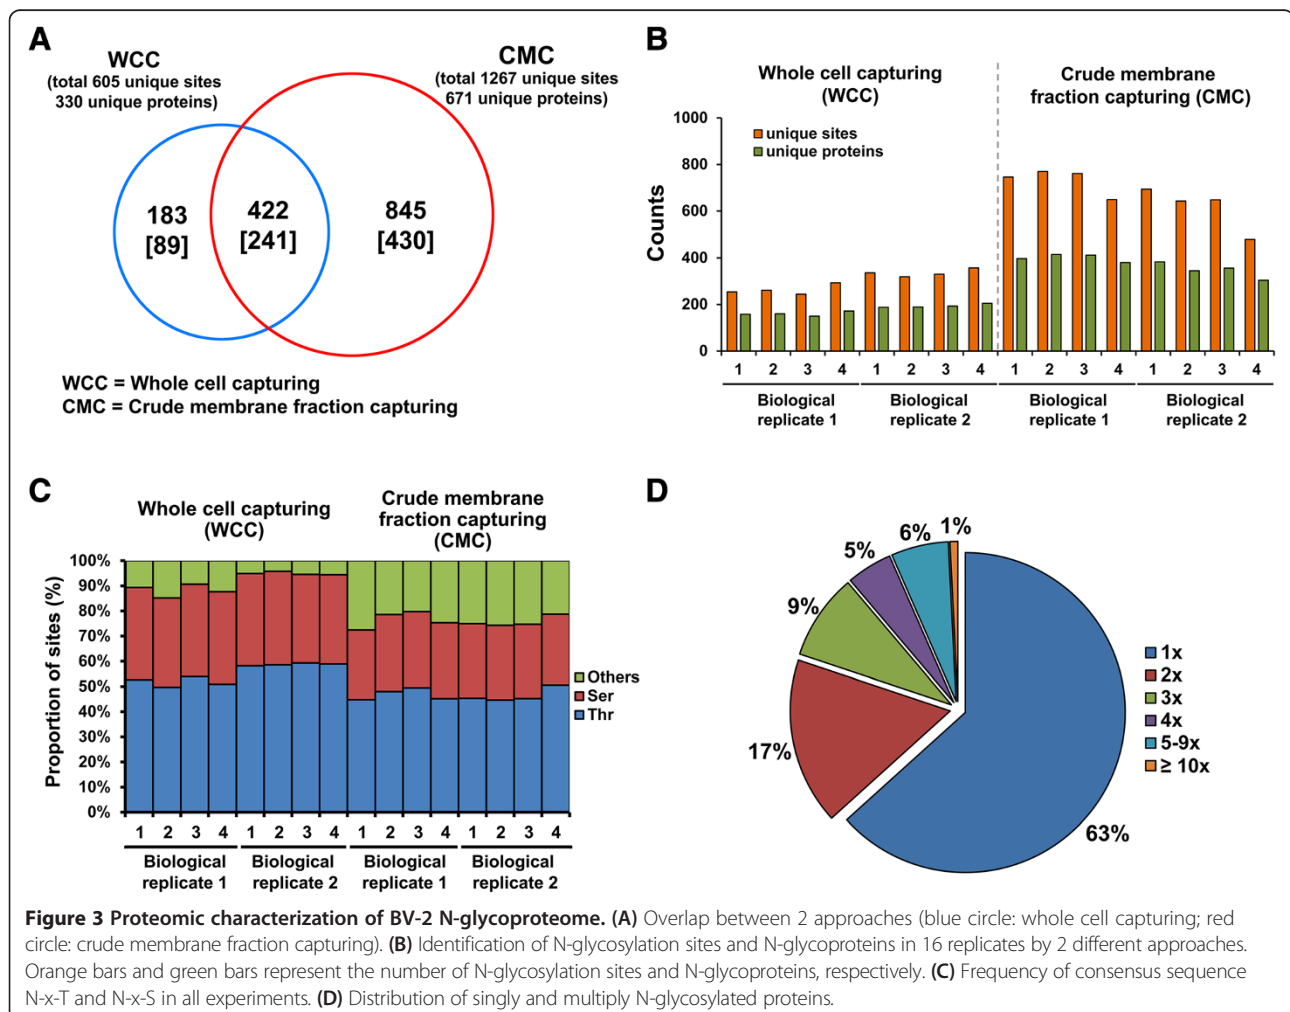 A
WCC
(total 605 unique sites
330 unique proteins)
CMC
(total 1267 unique sites
671 unique proteins)
183
[89]
422
[241]
845
[430]
WCC = Whole cell capturing
CMC = Crude membrane fraction capturing
B
Whole cell capturing
(WCC)
Crude membrane
fraction capturing (CMC)
unique sites
unique proteins
Counts
1000
800
600
400
200
0
1 2 3 4 1 2 3 4 1 2 3 4 1 2 3 4
Biological
replicate 1
Biological
replicate 2
Biological
replicate 1
Biological
replicate 2
C
Whole cell capturing
(WCC)
Crude membrane
fraction capturing
(CMC)
Proportion of sites (%)
100%
90%
80%
70%
60%
50%
40%
30%
20%
10%
0%
Others
Ser
Thr
1 2 3 4 1 2 3 4 1 2 3 4 1 2 3 4
Biological
replicate 1
Biological
replicate 2
Biological
replicate 1
Biological
replicate 2
D
1%
6%
5%
9%
17%
63%
1x
2x
3x
4x
5-9x
≥ 10x
Figure 3 Proteomic characterization of BV-2 N-glycoproteome. (A) Overlap between 2 approaches (blue circle: whole cell capturing; red
circle: crude membrane fraction capturing). (B) Identification of N-glycosylation sites and N-glycoproteins in 16 replicates by 2 different approaches.
Orange bars and green bars represent the number of N-glycosylation sites and N-glycoproteins, respectively. (C) Frequency of consensus sequence
N-x-T and N-x-S in all experiments. (D) Distribution of singly and multiply N-glycosylated proteins.